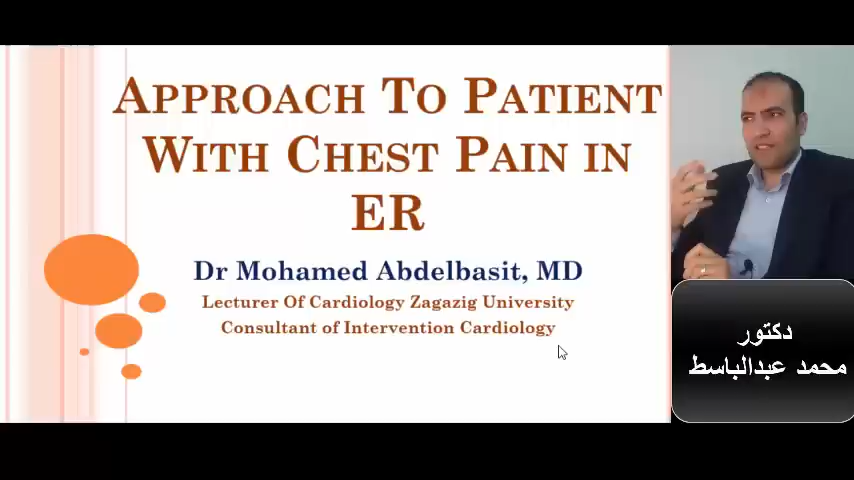 APPROACH TO PATIENT
WITH CHEST PAIN IN
ER
Dr Mohamed Abdelbasit, MD
Lecturer Of Cardiology Zagazig University
Consultant of Intervention Cardiology
دكتور
محمد عبدالباسط